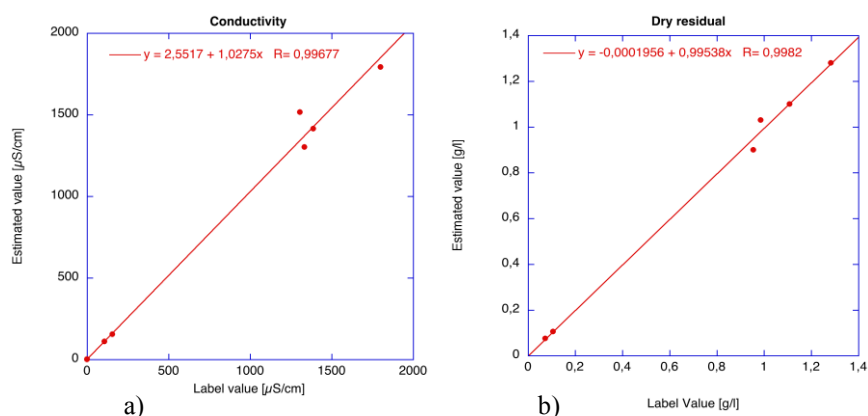 Conductivity
y = 2,5517 + 1,0275x R= 0,99677
Estimated value [µS/cm]
2000
1500
1000
500
0
0 500 1000 1500 2000
Label value [µS/cm]
a)
Dry residual
y = -0,0001956 + 0,99538x R= 0,9982
Estimated value [g/l]
1,4
1,2
1
0,8
0,6
0,4
0,2
0
0 0,2 0,4 0,6 0,8 1 1,2 1,4
Label Value [g/l]
b)